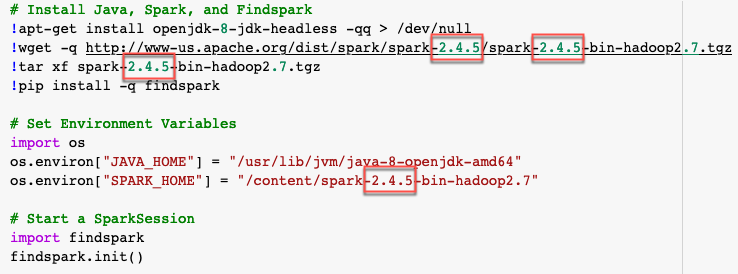 # Install Java, Spark, and Findspark
!apt-get install openjdk-8-jdk-headless -qq > /dev/null
!wget -q http://www-us.apache.org/dist/spark/spark-2.4.5/spark-2.4.5-bin-hadoop2.7.tgz
!tar xf spark-2.4.5-bin-hadoop2.7.tgz
!pip install -q findspark
# Set Environment Variables
import os
os.environ["JAVA_HOME"] = "/usr/lib/jvm/java-8-openjdk-amd64"
os.environ["SPARK_HOME"] = "/content/spark-2.4.5-bin-hadoop2.7"
# Start a SparkSession
import findspark
findspark.init()